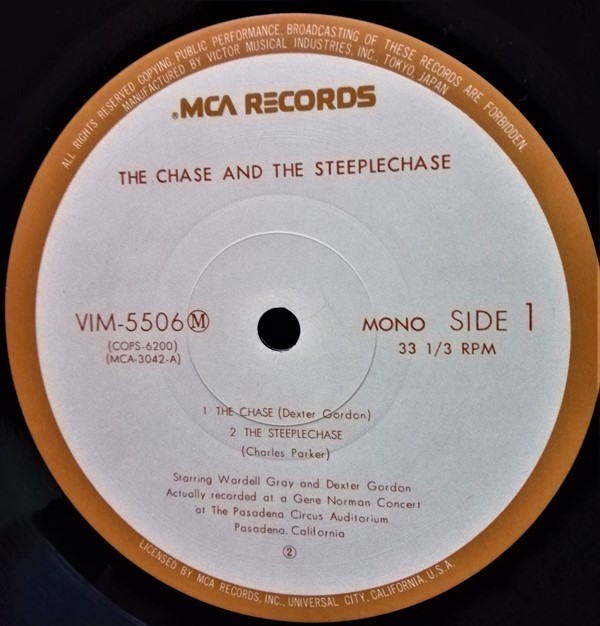 ALL RIGHTS RESERVED COPYING, PUBLIC PERFORMANCE, BROADCASTING OF THESE RECORDS ARE FORBIDDEN.
MANUFACTURED BY VICTOR MUSICAL INDUSTRIES, INC., TOKYO, JAPAN
®MCA RECORDS
THE CHASE AND THE STEEPLECHASE
VIM-5506Ⓜ
(COPS-6200)
(MCA-3042-A)
MONO SIDE 1
33 1/3 RPM
1 THE CHASE (Dexter Gordon)
2 THE STEEPLECHASE
(Charles Parker)
Starring Wardell Gray and Dexter Gordon
Actually recorded at a Gene Norman Concert
at The Pasadena Circus Auditorium
Pasadena, California
②
LICENSED BY MCA RECORDS, INC., UNIVERSAL CITY, CALIFORNIA, U.S.A.